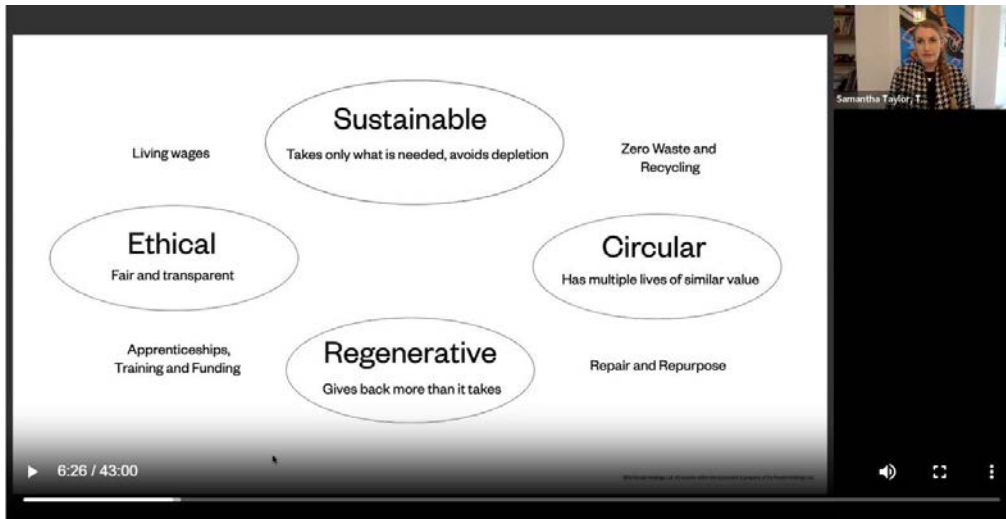 Sustainable
Takes only what is needed, avoids depletion
Living wages
Zero Waste and
Recycling
Ethical
Fair and transparent
Circular
Has multiple lives of similar value
Apprenticeships,
Training and Funding
Regenerative
Gives back more than it takes
Repair and Repurpose
Samantha Taylor, T...
6:26 / 43:00